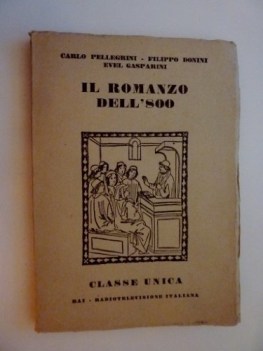 CARLO PELLEGRINI - FILIPPO DONINI
EVEL GASPARINI
IL ROMANZO
DELL'800
CLASSE UNICA
RAI - RADIOTELEVISIONE ITALIANA